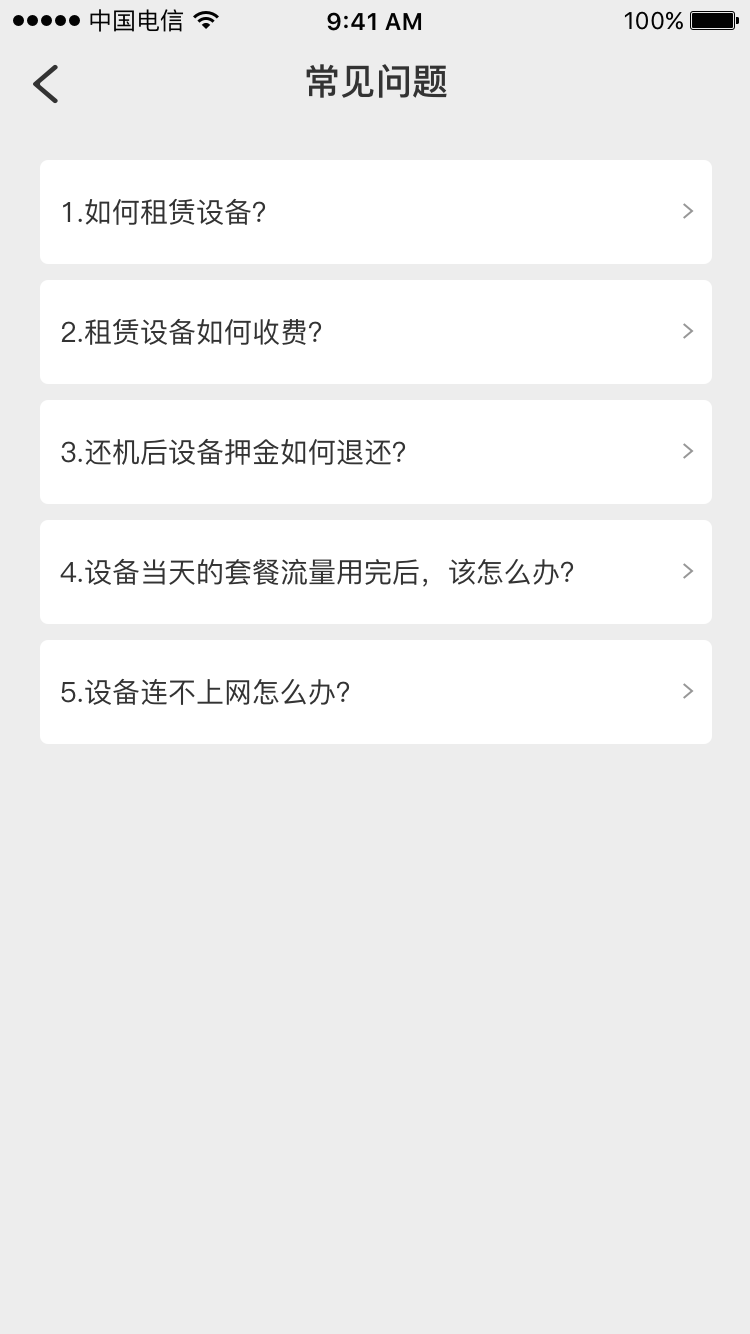 中国电信 9:41 AM 100%
常见问题
1.如何租赁设备?
2.租赁设备如何收费?
3.还机后设备押金如何退还?
4.设备当天的套餐流量用完后，该怎么办?
5.设备连不上网怎么办?